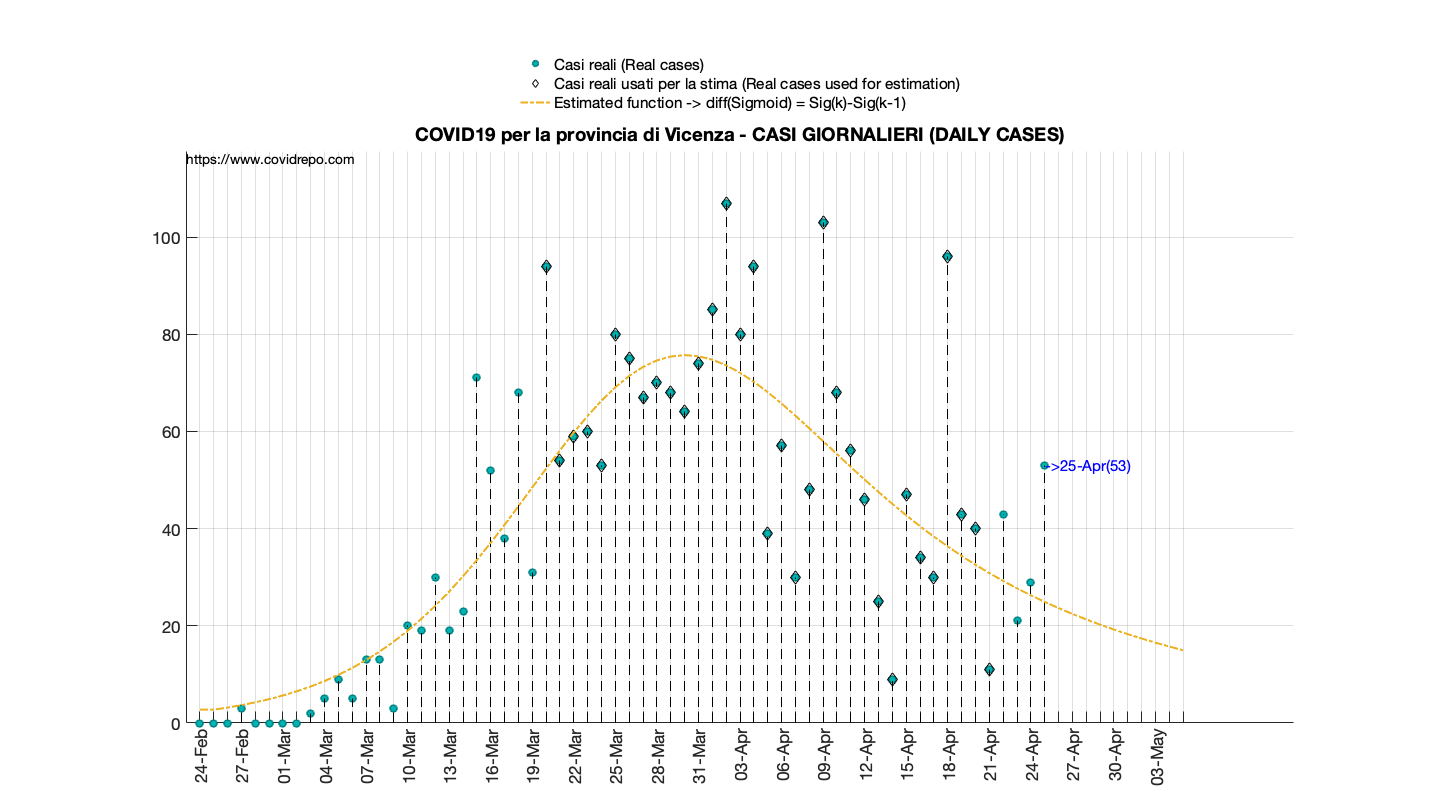 Casi reali (Real cases)
Casi reali usati per la stima (Real cases used for estimation)
Estimated function -> diff(Sigmoid) = Sig(k)-Sig(k-1)
COVID19 per la provincia di Vicenza - CASI GIORNALIERI (DAILY CASES)
https://www.covidrepo.com
100
80
60
40
20
0
->25-Apr(53)
24-Feb
27-Feb
01-Mar
04-Mar
07-Mar
10-Mar
13-Mar
16-Mar
19-Mar
22-Mar
25-Mar
28-Mar
31-Mar
03-Apr
06-Apr
09-Apr
12-Apr
15-Apr
18-Apr
21-Apr
24-Apr
27-Apr
30-Apr
03-May